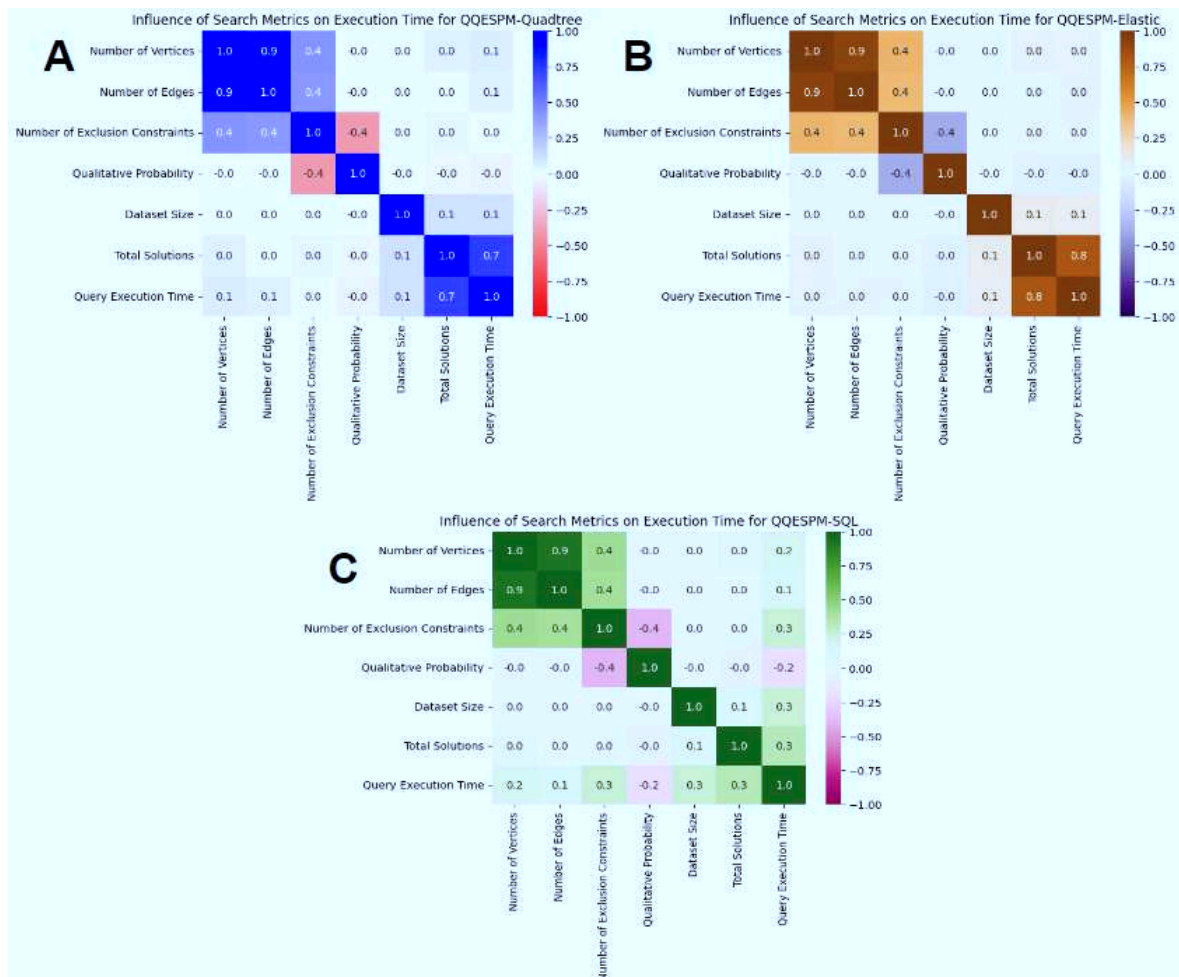 Influence of Search Metrics on Execution Time for QQESPM-Quadtree
A
Number of Vertices 1.0 0.9 0.4 -0.0 0.0 0.0 0.1
Number of Edges 0.9 1.0 0.4 -0.0 0.0 0.0 0.1
Number of Exclusion Constraints 0.4 0.4 1.0 -0.4 0.0 0.0 0.0
Qualitative Probability -0.0 -0.0 -0.4 1.0 -0.0 -0.0 -0.0
Dataset Size 0.0 0.0 0.0 -0.0 1.0 0.1 0.1
Total Solutions 0.0 0.0 0.0 -0.0 0.1 1.0 0.7
Query Execution Time 0.1 0.1 0.0 -0.0 0.1 0.7 1.0
Number of Vertices
Number of Edges
Number of Exclusion Constraints
Qualitative Probability
Dataset Size
Total Solutions
Query Execution Time
1.00
0.75
0.50
0.25
0.00
−0.25
−0.50
−0.75
−1.00
Influence of Search Metrics on Execution Time for QQESPM-Elastic
B
Number of Vertices 1.0 0.9 0.4 -0.0 0.0 0.0 0.0
Number of Edges 0.9 1.0 0.4 -0.0 0.0 0.0 0.0
Number of Exclusion Constraints 0.4 0.4 1.0 -0.4 0.0 0.0 0.0
Qualitative Probability -0.0 -0.0 -0.4 1.0 -0.0 -0.0 -0.0
Dataset Size 0.0 0.0 0.0 -0.0 1.0 0.1 0.1
Total Solutions 0.0 0.0 0.0 -0.0 0.1 1.0 0.8
Query Execution Time 0.0 0.0 0.0 -0.0 0.1 0.8 1.0
Number of Vertices
Number of Edges
Number of Exclusion Constraints
Qualitative Probability
Dataset Size
Total Solutions
Query Execution Time
1.00
0.75
0.50
0.25
0.00
−0.25
−0.50
−0.75
−1.00
Influence of Search Metrics on Execution Time for QQESPM-SQL
C
Number of Vertices 1.0 0.9 0.4 -0.0 0.0 0.0 0.2
Number of Edges 0.9 1.0 0.4 -0.0 0.0 0.0 0.1
Number of Exclusion Constraints 0.4 0.4 1.0 -0.4 0.0 0.0 0.3
Qualitative Probability -0.0 -0.0 -0.4 1.0 -0.0 -0.0 -0.2
Dataset Size 0.0 0.0 0.0 -0.0 1.0 0.1 0.3
Total Solutions 0.0 0.0 0.0 -0.0 0.1 1.0 0.3
Query Execution Time 0.2 0.1 0.3 -0.2 0.3 0.3 1.0
Number of Vertices
Number of Edges
Number of Exclusion Constraints
Qualitative Probability
Dataset Size
Total Solutions
Query Execution Time
1.00
0.75
0.50
0.25
0.00
−0.25
−0.50
−0.75
−1.00